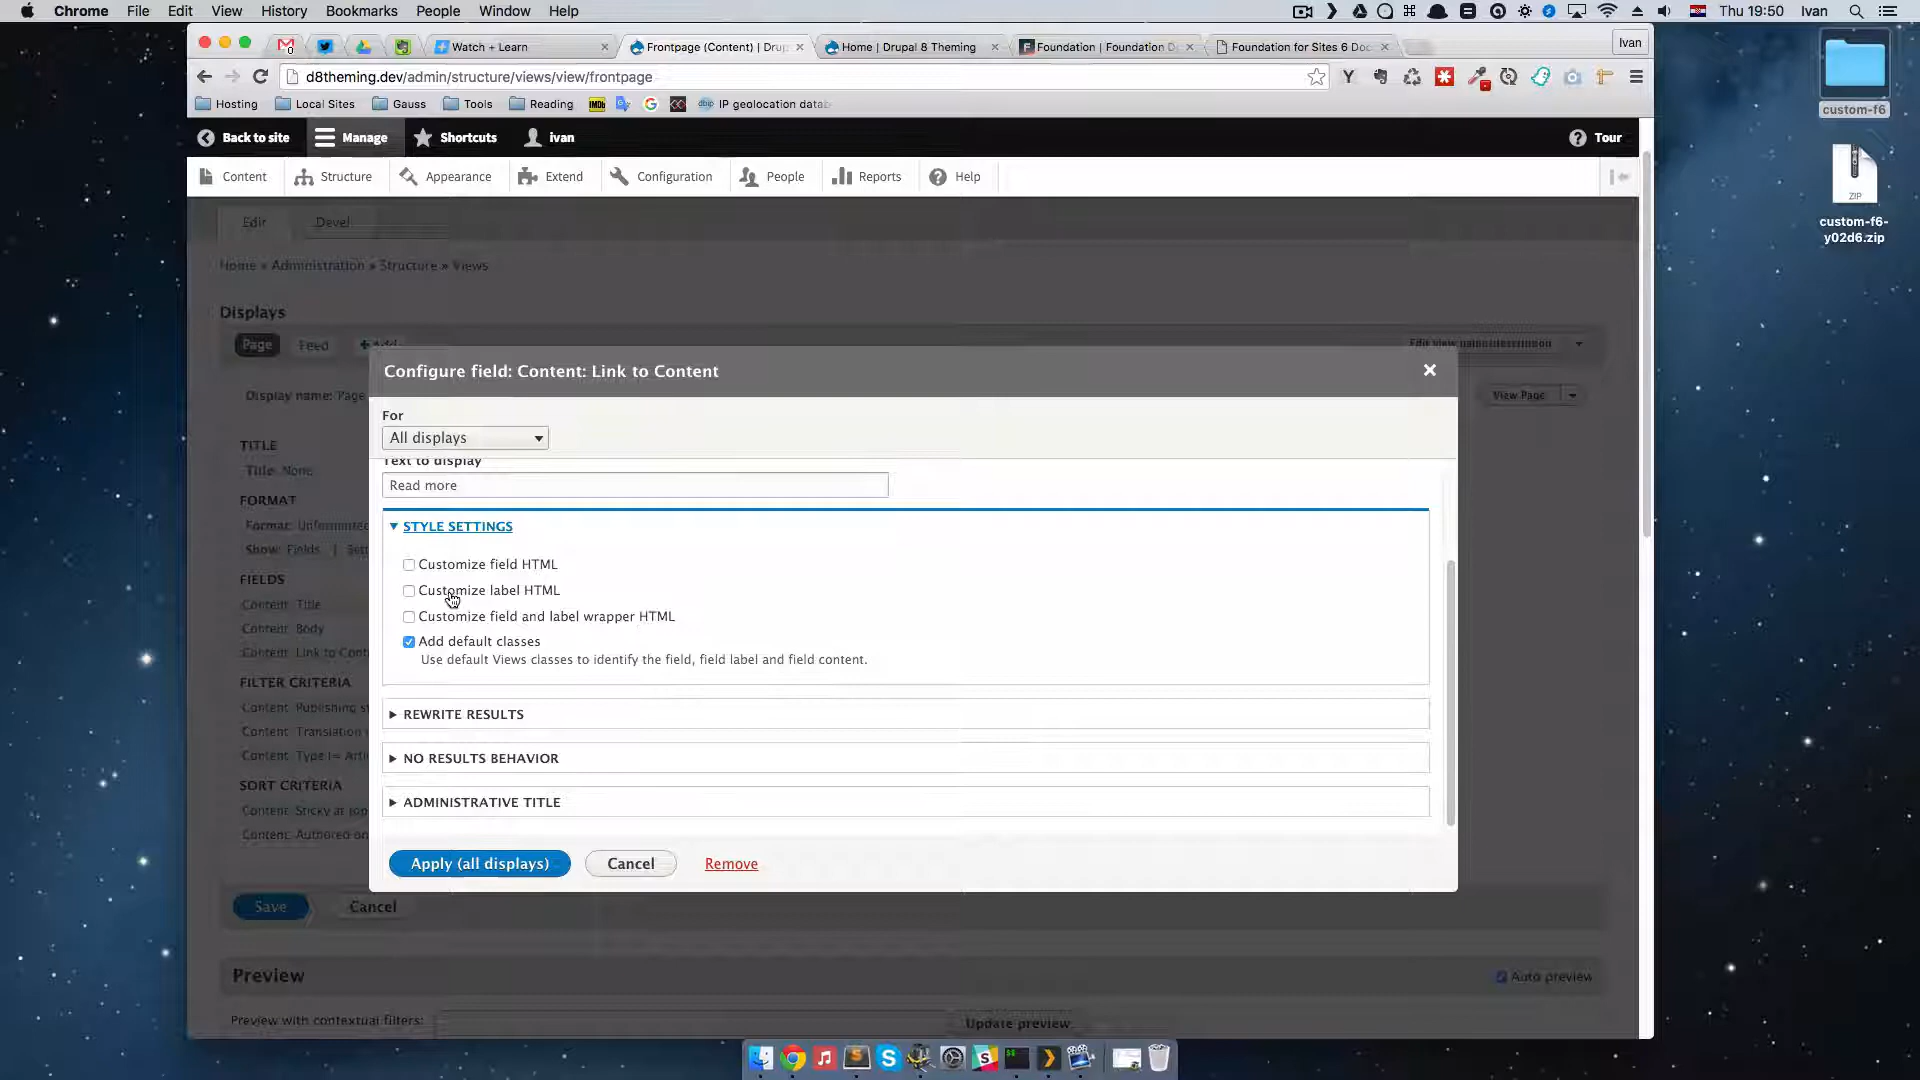 Chrome File Edit View History Bookmarks People Window Help Thu 19:50 Ivan
Watch + Learn Frontpage (Content) | Drup Home | Drupal 8 Theming Foundation | Foundation D Foundation for Sites 6 Doc Ivan
d8theming.dev/admin/structure/views/view/frontpage
Hosting Local Sites Gauss Tools Reading IMDb IP geolocation datab
Back to site Manage Shortcuts ivan Tour
Content Structure Appearance Extend Configuration People Reports Help
Edit Devel
Home » Administration » Structure » Views
Displays
Page Feed Add Edit view name/description
Display name: Page View Page
TITLE
Title: None
FORMAT
Format: Unformatted
Show: Fields | Sett
FIELDS
Content: Title
Content: Body
Content: Link to Cont
FILTER CRITERIA
Content: Publishing st
Content: Translation
Content: Type (= Arti
SORT CRITERIA
Content: Sticky at top
Content: Authored on
Configure field: Content: Link to Content
For
All displays
Text to display
Read more
STYLE SETTINGS
Customize field HTML
Customize label HTML
Customize field and label wrapper HTML
Add default classes
Use default Views classes to identify the field, field label and field content.
REWRITE RESULTS
NO RESULTS BEHAVIOR
ADMINISTRATIVE TITLE
Apply (all displays) Cancel Remove
Save Cancel
Preview Auto preview
Preview with contextual filters: Update preview
custom-f6
ZIP
custom-f6-
y02d6.zip